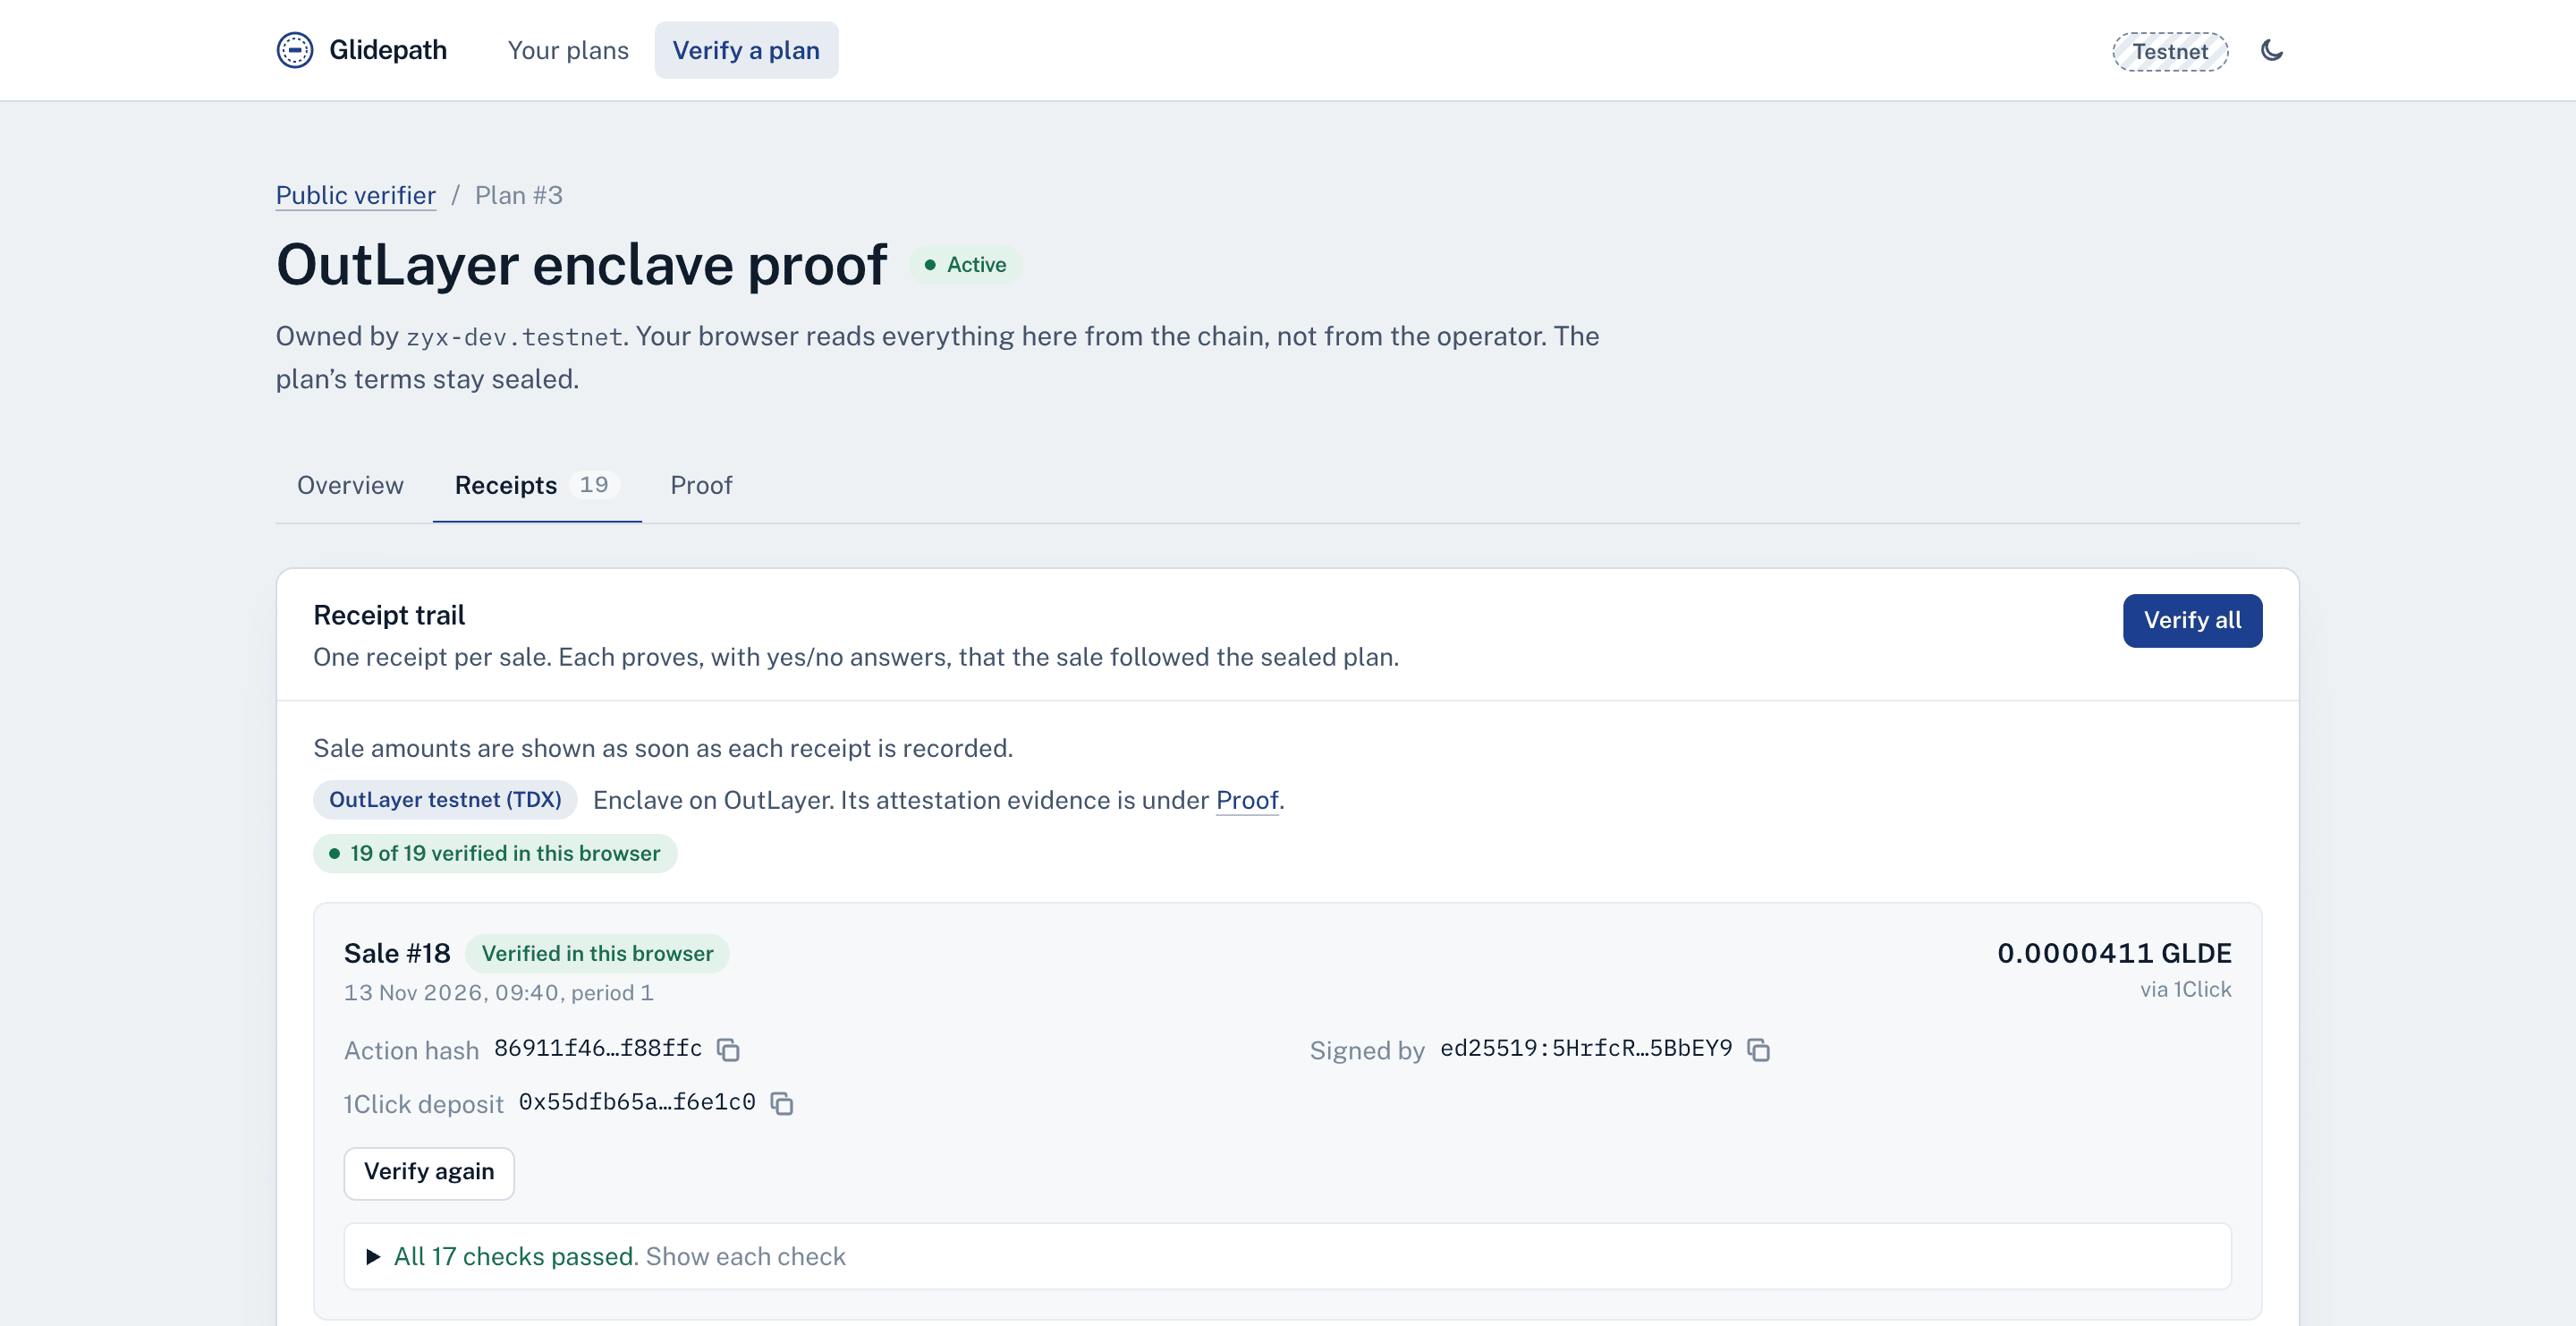 Glidepath
Your plans
Verify a plan
Testnet
Public verifier / Plan #3
OutLayer enclave proof
Active
Owned by zyx-dev.testnet. Your browser reads everything here from the chain, not from the operator. The
plan’s terms stay sealed.
Overview
Receipts 19
Proof
Receipt trail
Verify all
One receipt per sale. Each proves, with yes/no answers, that the sale followed the sealed plan.
Sale amounts are shown as soon as each receipt is recorded.
OutLayer testnet (TDX) Enclave on OutLayer. Its attestation evidence is under Proof.
19 of 19 verified in this browser
Sale #18 Verified in this browser
0.0000411 GLDE
13 Nov 2026, 09:40, period 1
via 1Click
Action hash 86911f46…f88ffc
Signed by ed25519:5HrfcR…5BbEY9
1Click deposit 0x55dfb65a…f6e1c0
Verify again
All 17 checks passed. Show each check